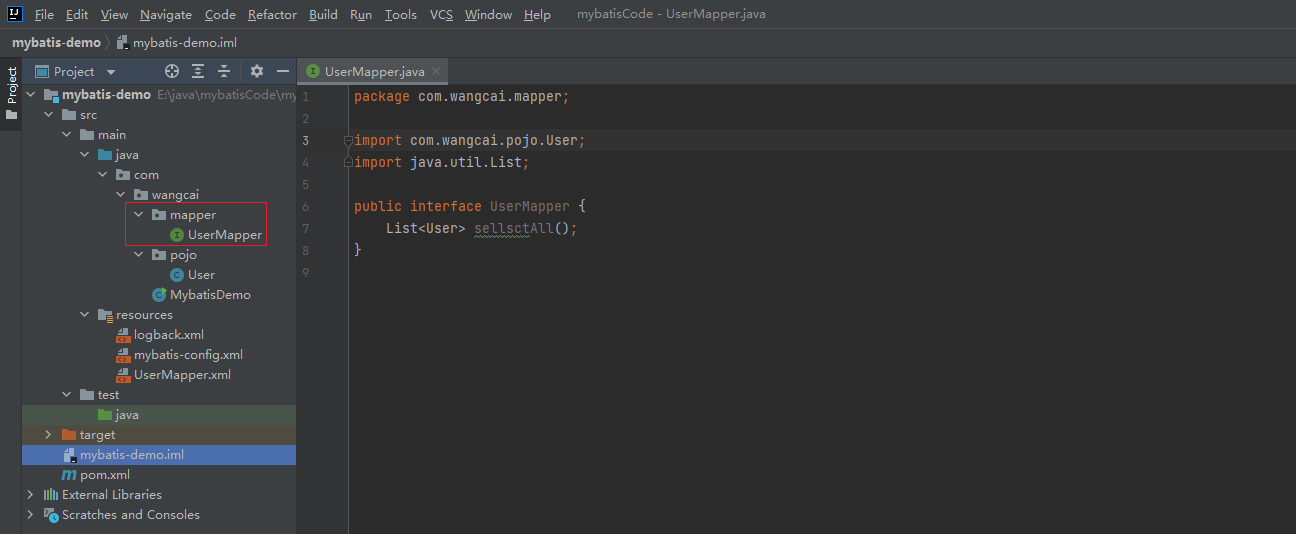 File Edit View Navigate Code Refactor Build Run Tools VCS Window Help mybatisCode - UserMapper.java
mybatis-demo mybatis-demo.iml
Project
Project
UserMapper.java
mybatis-demo E:\java\mybatisCode\my
src
main
java
com
wangcai
mapper
UserMapper
pojo
User
MybatisDemo
resources
logback.xml
mybatis-config.xml
UserMapper.xml
test
java
target
mybatis-demo.iml
pom.xml
External Libraries
Scratches and Consoles
1 package com.wangcai.mapper;
2
3 import com.wangcai.pojo.User;
4 import java.util.List;
5
6 public interface UserMapper {
7 List<User> sellsctAll();
8 }
9